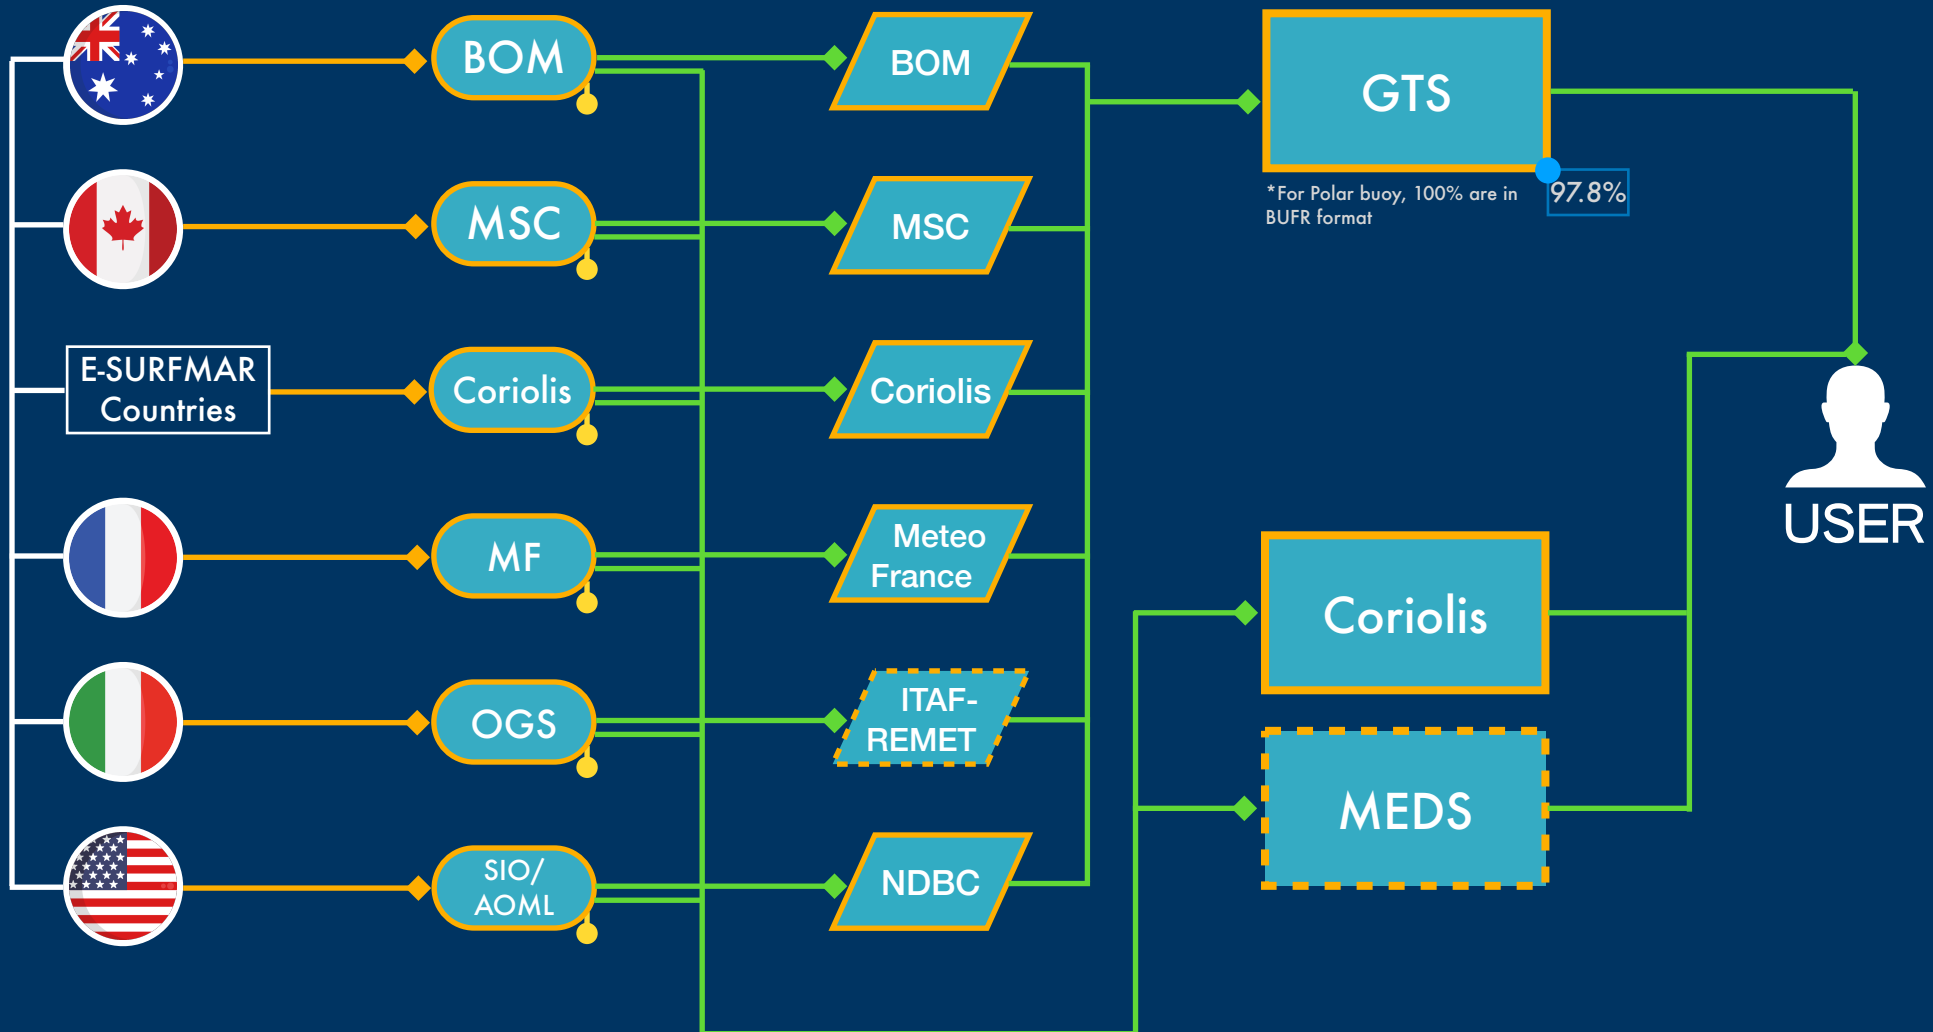 BOM
BOM
GTS
*For Polar buoy, 100% are in
BUFR format
97.8%
MSC
MSC
E-SURFMAR
Countries
Coriolis
Coriolis
USER
MF
Meteo
France
Coriolis
OGS
ITAF-
REMET
MEDS
SIO/
AOML
NDBC